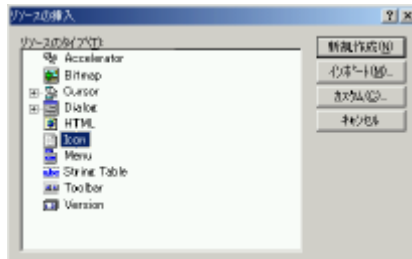 リソースの挿入
リソースのタイプ(T):
Accelerator
Bitmap
Cursor
Dialog
HTML
Icon
Menu
String Table
Toolbar
Version
新規作成(N)
インポート(M)...
カスタム(C)...
キャンセル